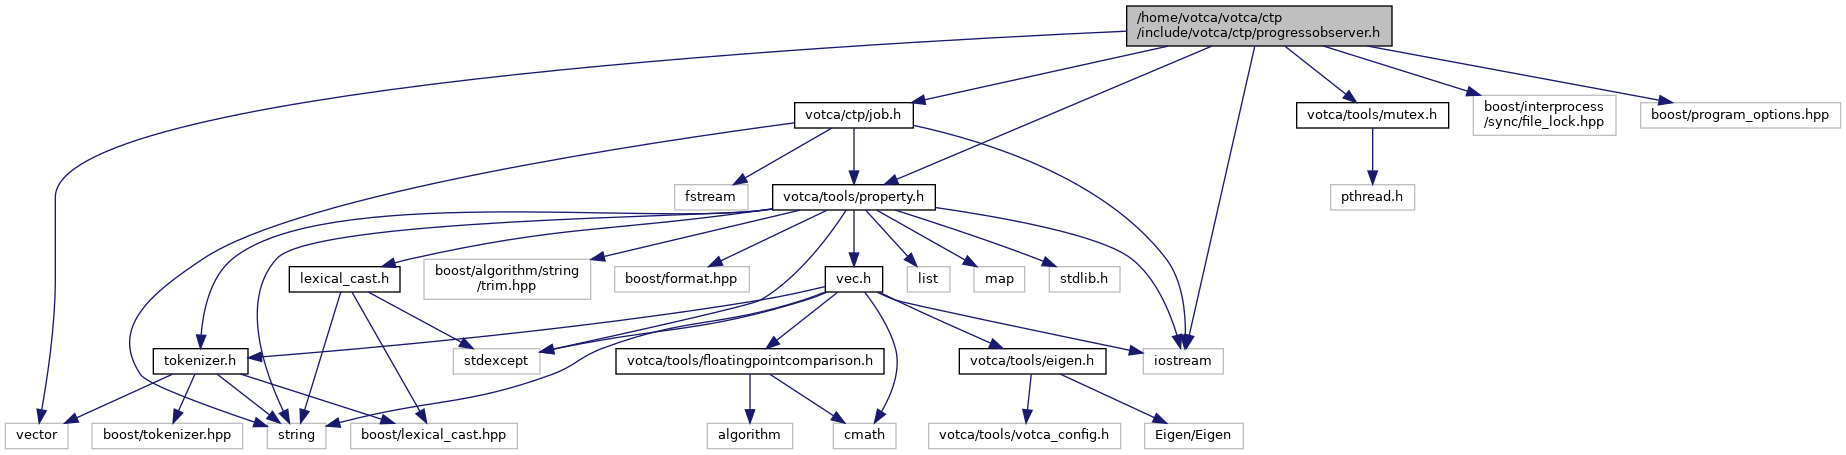 /home/votca/votca/ctp
/include/votca/ctp/progressobserver.h
votca/ctp/job.h
votca/tools/mutex.h
boost/interprocess
/sync/file_lock.hpp
boost/program_options.hpp
fstream
votca/tools/property.h
pthread.h
lexical_cast.h
boost/algorithm/string
/trim.hpp
boost/format.hpp
vec.h
list
map
stdlib.h
tokenizer.h
stdexcept
votca/tools/floatingpointcomparison.h
votca/tools/eigen.h
iostream
vector
boost/tokenizer.hpp
string
boost/lexical_cast.hpp
algorithm
cmath
votca/tools/votca_config.h
Eigen/Eigen